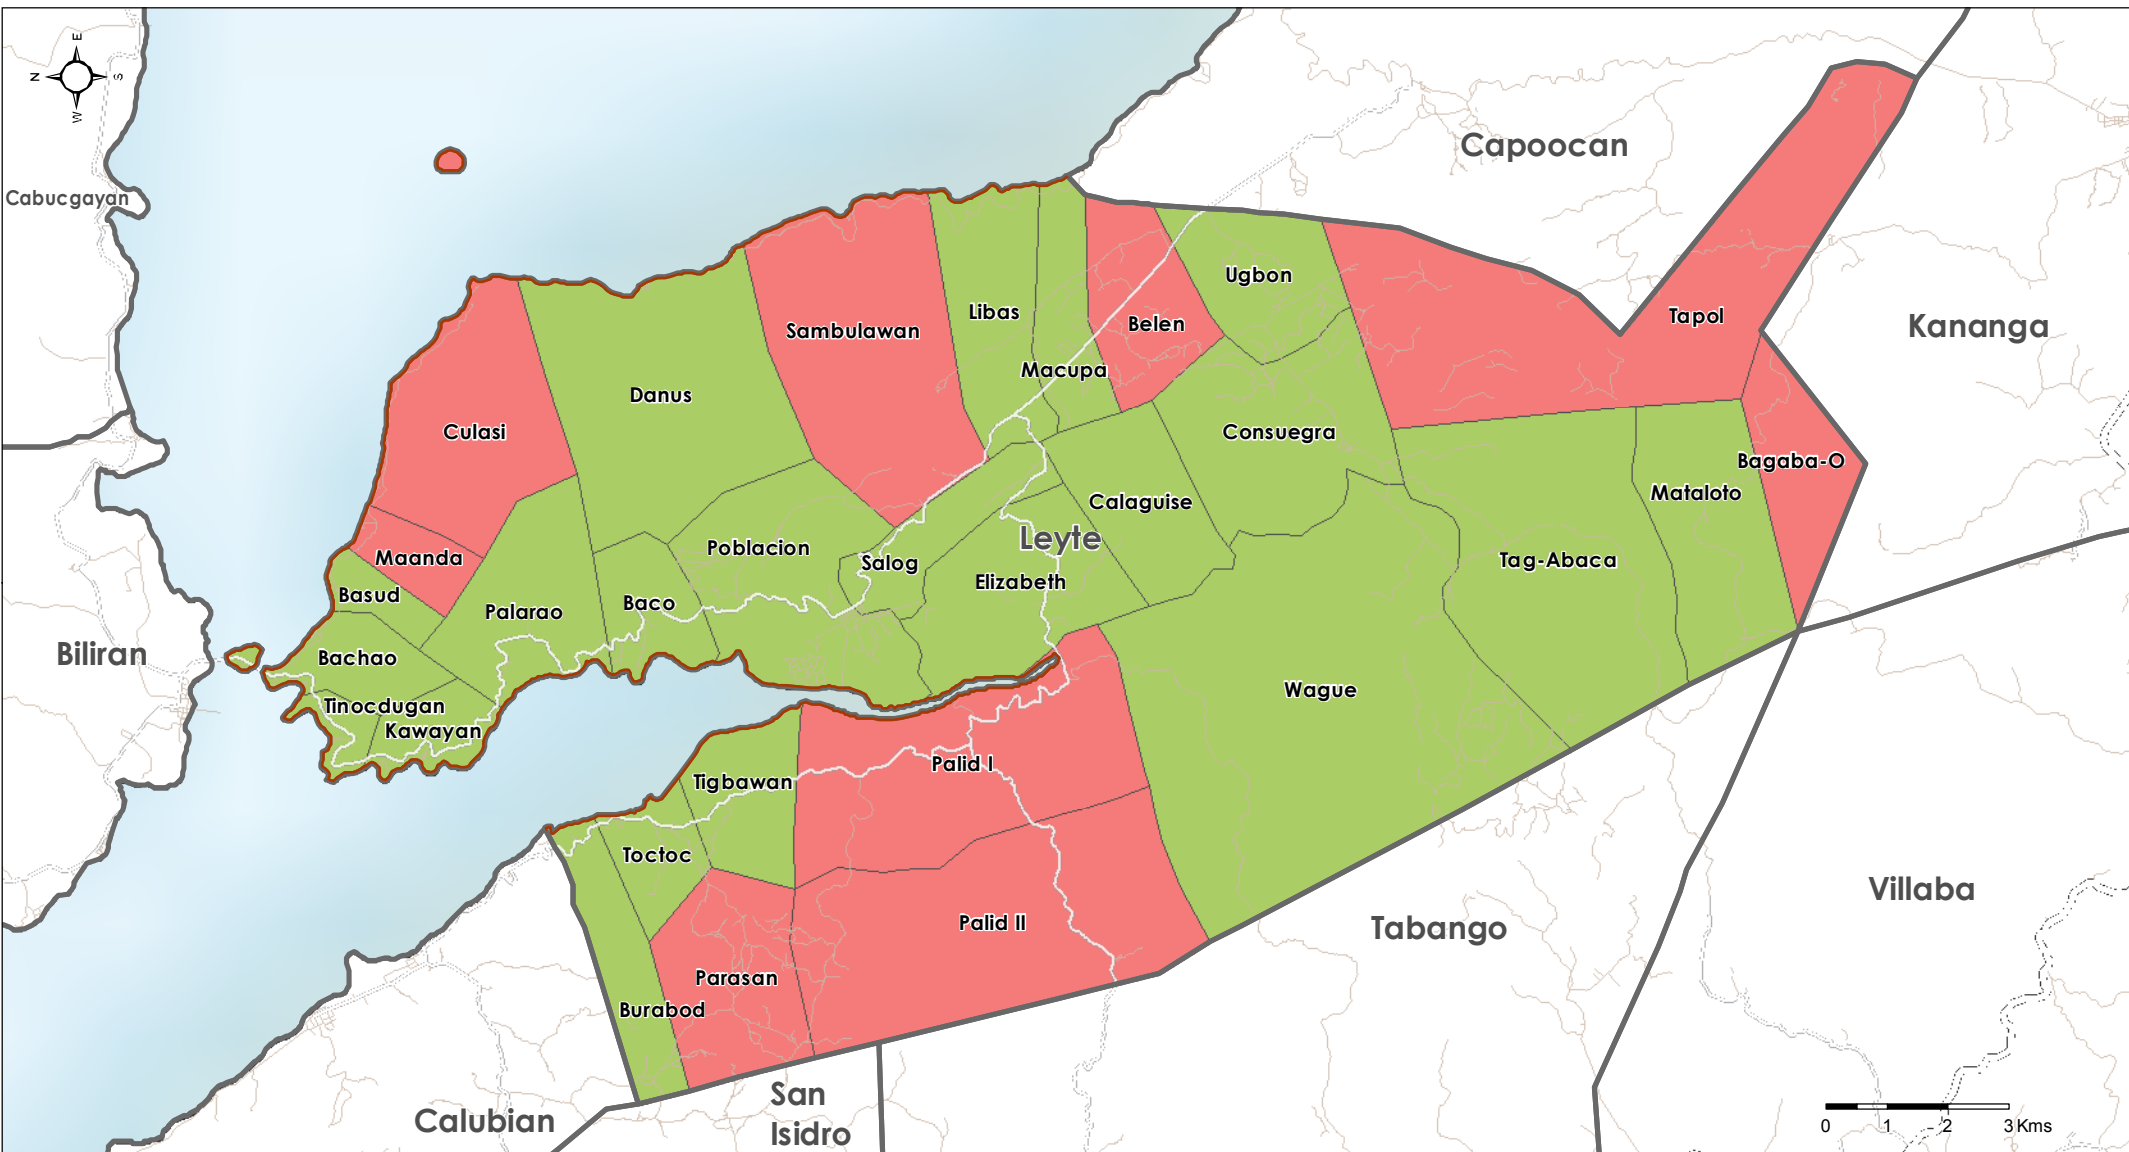 E
N
S
W
Cabucgayan
Capoocan
Ugbon
Libas
Sambulawan
Belen
Tapol
Kananga
Macupa
Danus
Culasi
Consuegra
Bagaba-O
Mataloto
Calaguise
Leyte
Poblacion
Maanda
Salog
Tag-Abaca
Elizabeth
Basud
Baco
Palarao
Biliran
Bachao
Wague
Tinocdugan
Kawayan
Palid I
Tigbawan
Toctoc
Villaba
Palid II
Tabango
Parasan
Burabod
San
Isidro
Calubian
0 1 2 3 Kms